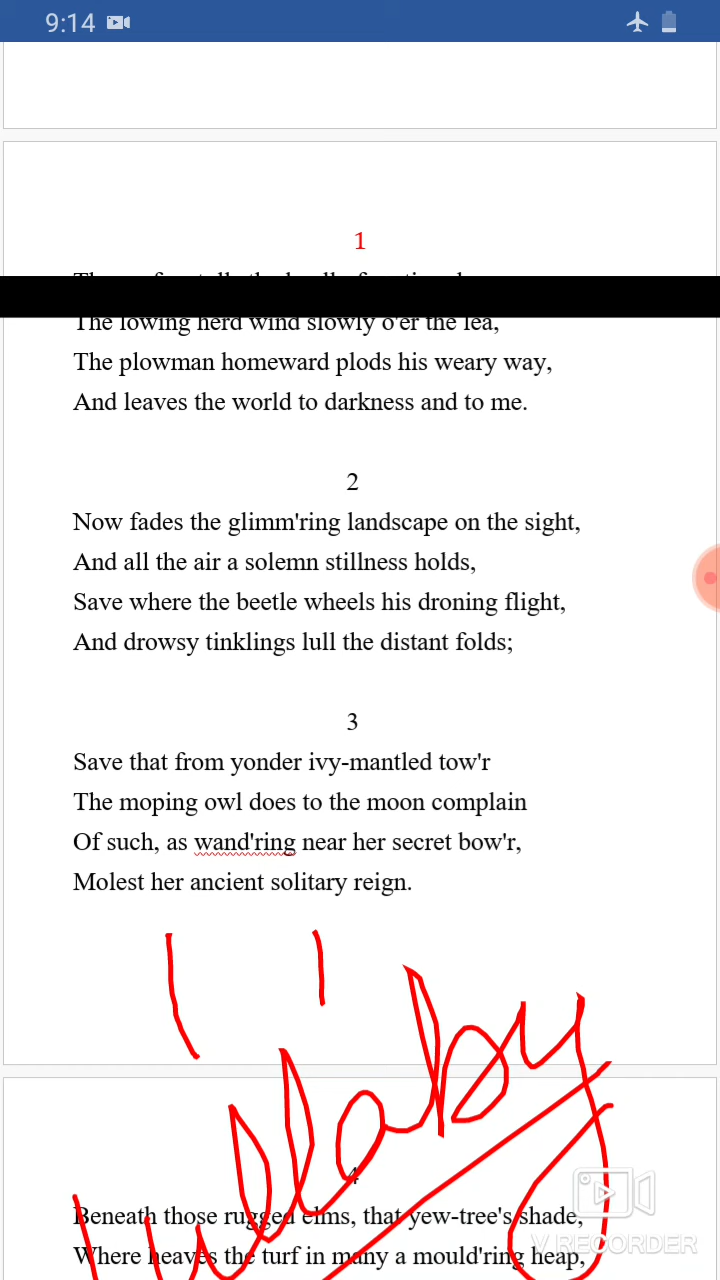 9:14
1
The lowing herd wind slowly o'er the lea,
The plowman homeward plods his weary way,
And leaves the world to darkness and to me.
2
Now fades the glimm'ring landscape on the sight,
And all the air a solemn stillness holds,
Save where the beetle wheels his droning flight,
And drowsy tinklings lull the distant folds;
3
Save that from yonder ivy-mantled tow'r
The moping owl does to the moon complain
Of such, as wand'ring near her secret bow'r,
Molest her ancient solitary reign.
lullaby
4
Beneath those rugged elms, that yew-tree's shade,
Where heaves the turf in many a mould'ring heap,
V RECORDER